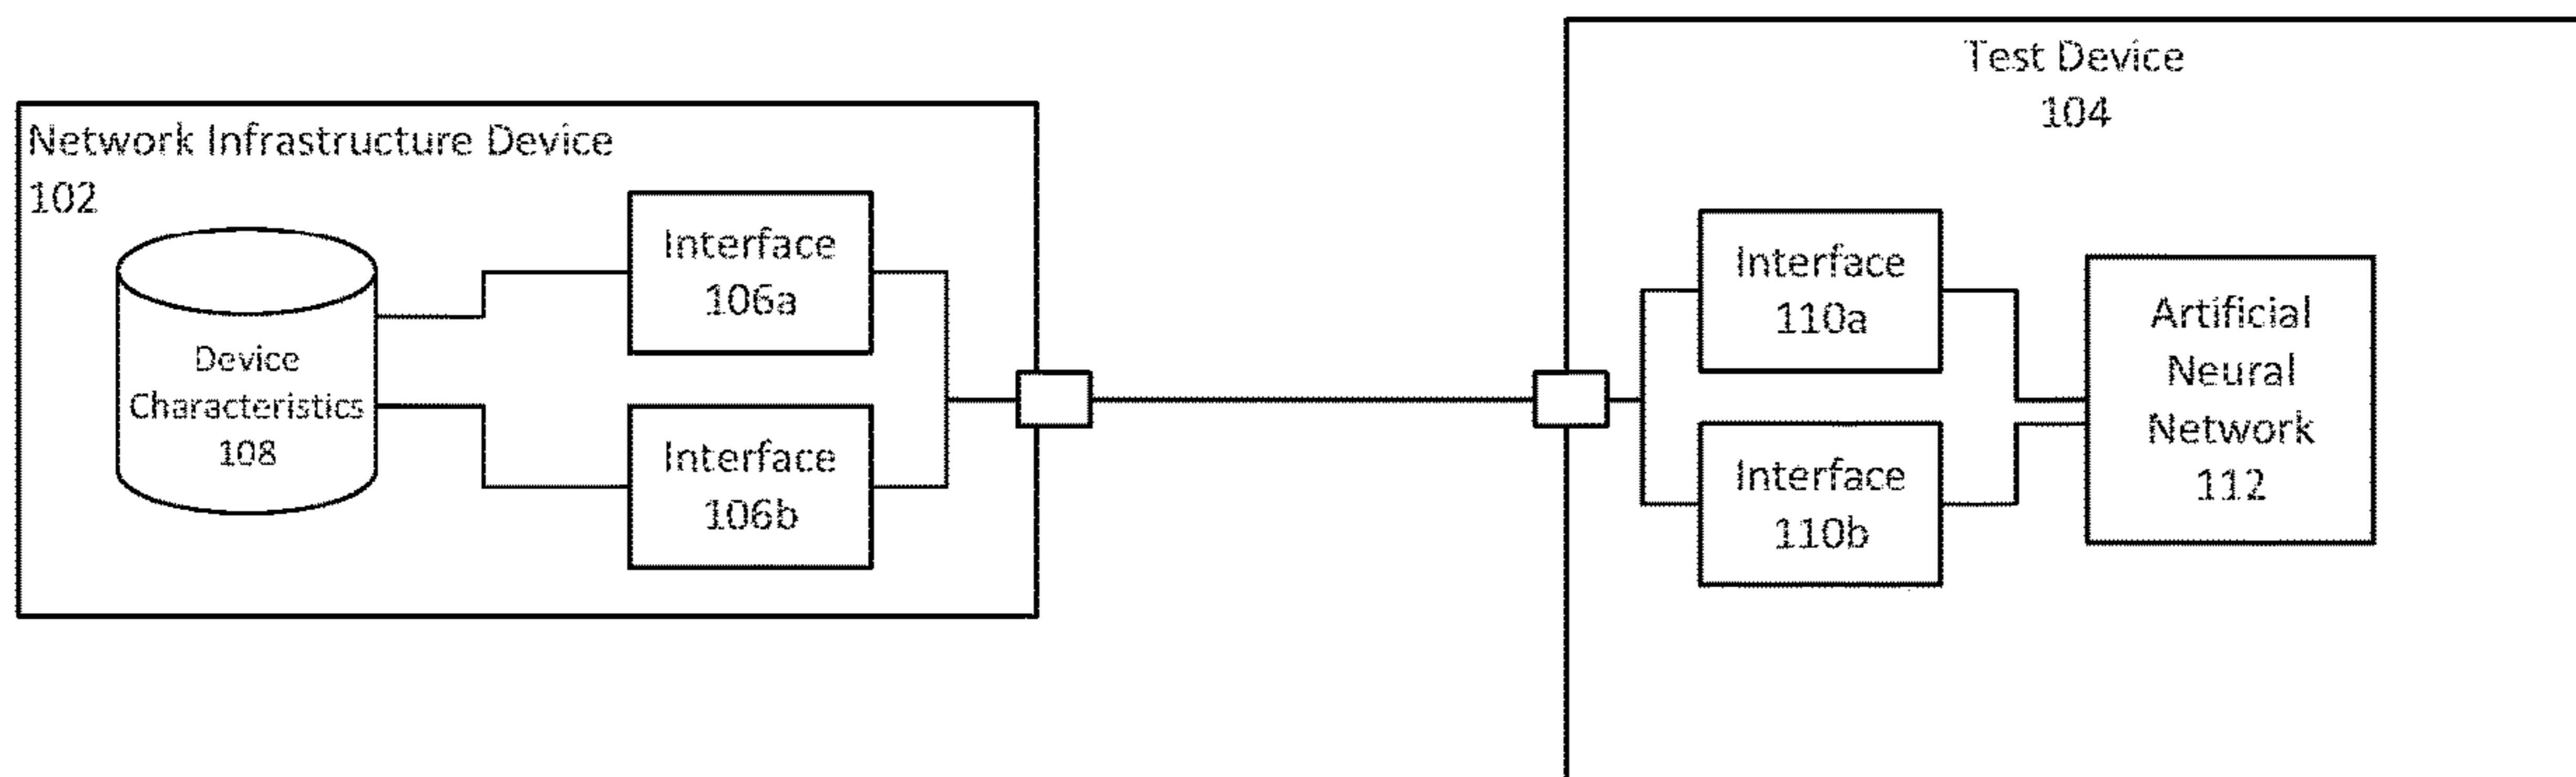 Network Infrastructure Device
102
Device
Characteristics
108
Interface
106a
Interface
106b
Test Device
104
Interface
110a
Interface
110b
Artificial
Neural
Network
112